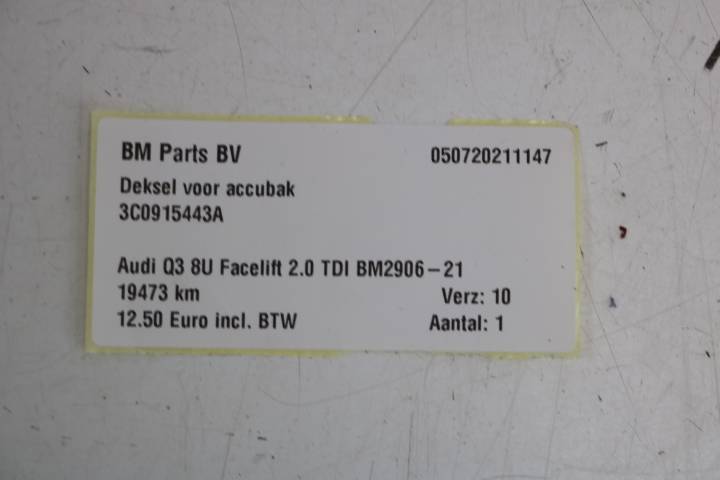 BM Parts BV 050720211147
Deksel voor accubak
3C0915443A
Audi Q3 8U Facelift 2.0 TDI BM2906-21
19473 km Verz: 10
12.50 Euro incl. BTW Aantal: 1